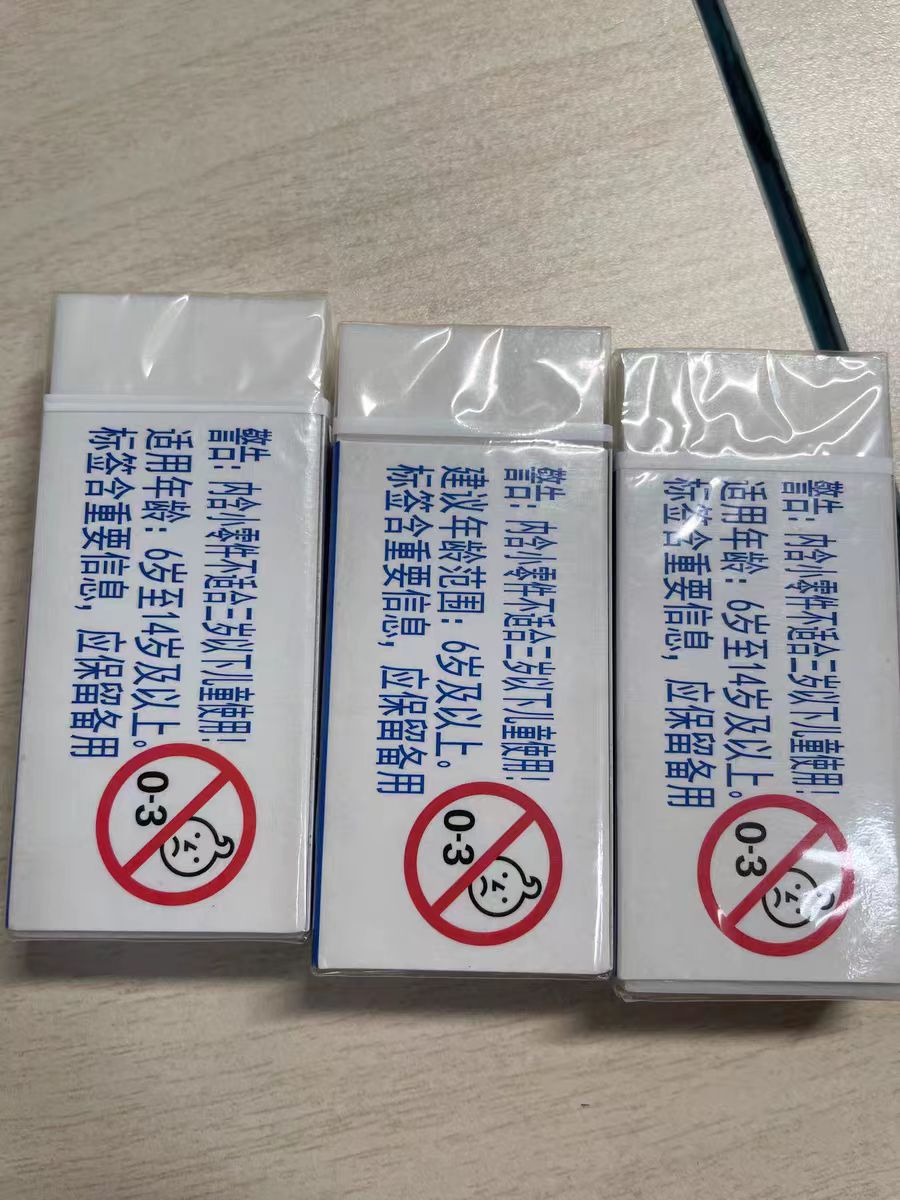 警告：内含小零件不适合三岁以下儿童使用!
适用年龄：6岁至14岁及以上。
标签含重要信息，应保留备用
0-3
警告：内含小零件不适合三岁以下儿童使用!
建议年龄范围：6岁及以上。
标签含重要信息，应保留备用
0-3
警告：内含小零件不适合三岁以下儿童使用!
适用年龄：6岁至14岁及以上。
标签含重要信息，应保留备用
0-3